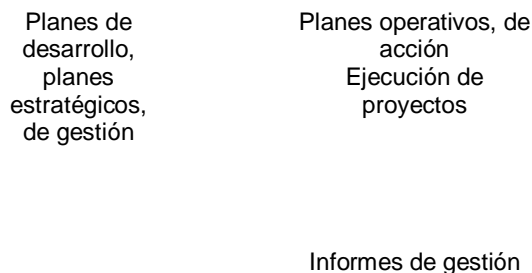 Planes de
desarrollo,
planes
estratégicos,
de gestión
Planes operativos, de
acción
Ejecución de
proyectos
Informes de gestión